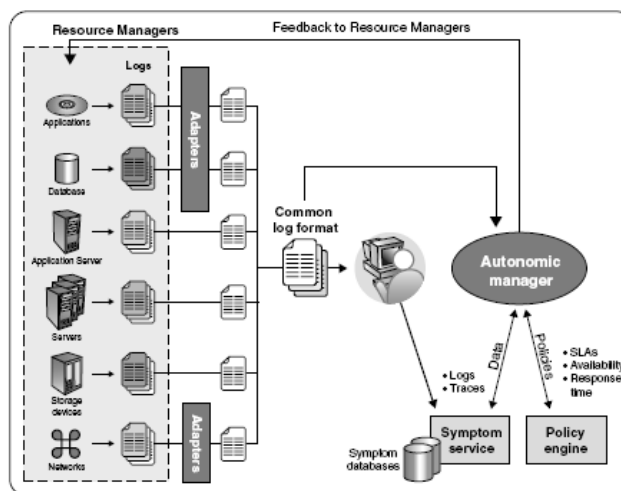 Resource Managers
Feedback to Resource Managers
Logs
Applications
Adapters
Database
Application Server
Common
log format
Autonomic
manager
Servers
Storage
devices
Networks
Adapters
• Logs
• Traces
Data
Policies
• SLAs
• Availability
• Response
time
Symptom
databases
Symptom
service
Policy
engine